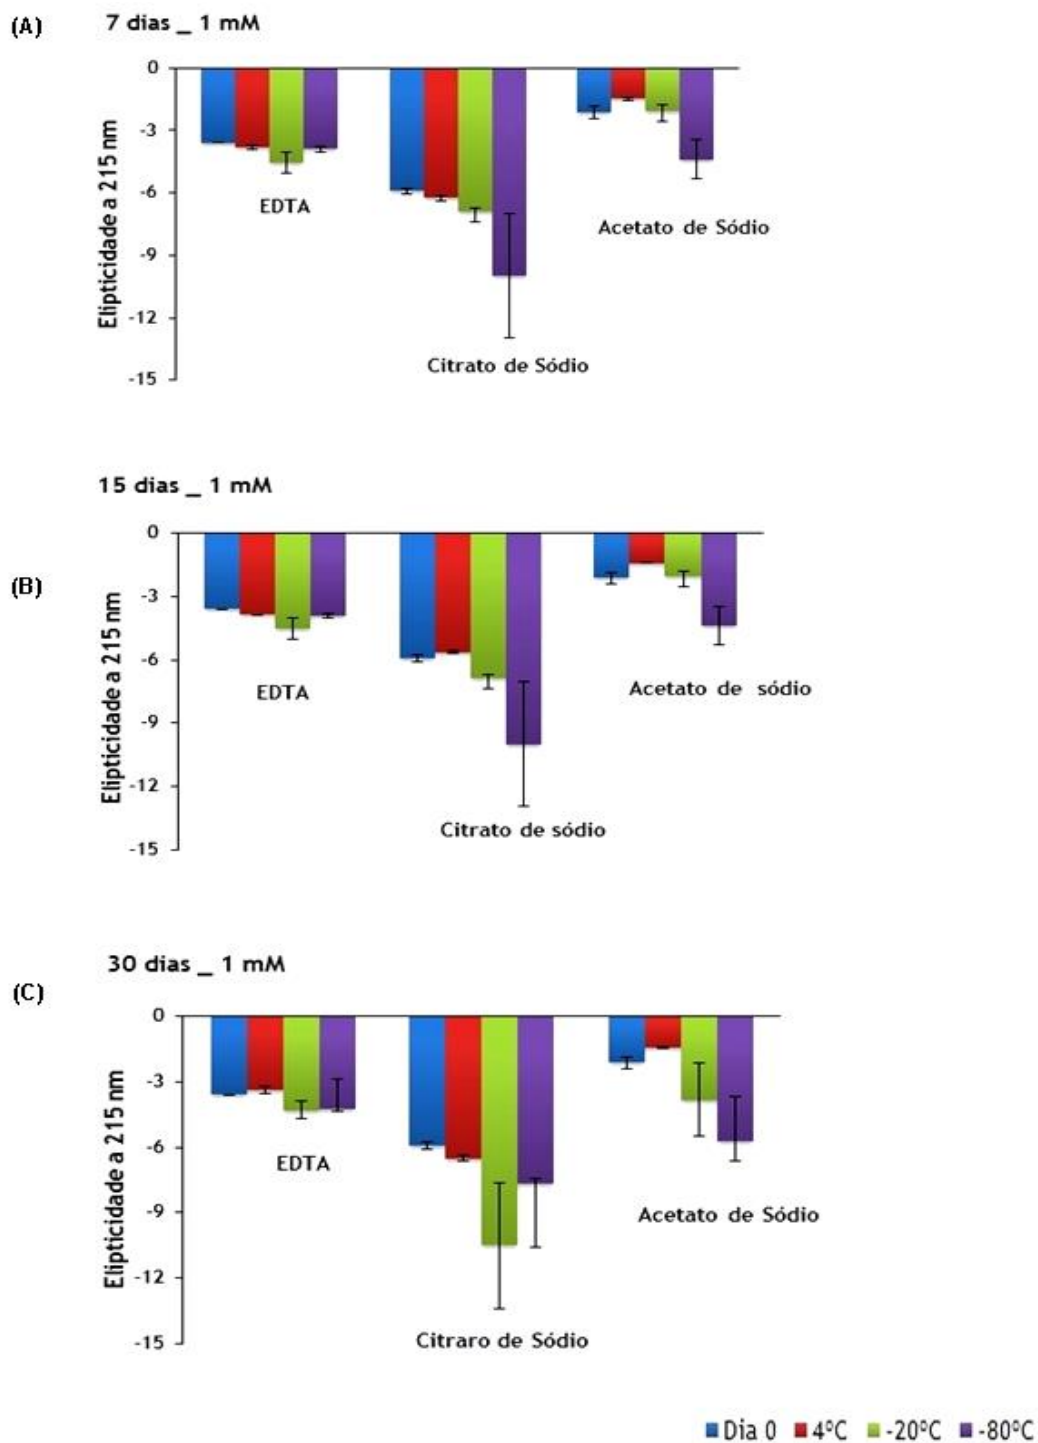 (A)
7 dias _ 1 mM
Elipticidade a 215 nm
0
-3
-6
-9
-12
-15
EDTA
Citrato de Sódio
Acetato de Sódio
(B)
15 dias _ 1 mM
Elipticidade a 215 nm
0
-3
-6
-9
-12
-15
EDTA
Citrato de sódio
Acetato de sódio
(C)
30 dias _ 1 mM
Elipticidade a 215 nm
0
-3
-6
-9
-12
-15
EDTA
Citraro de Sódio
Acetato de Sódio
Dia 0 4ºC -20ºC -80ºC